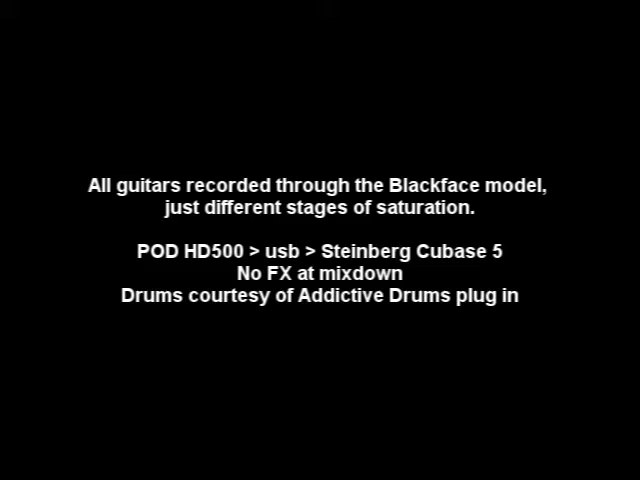 All guitars recorded through the Blackface model,
just different stages of saturation.
POD HD500 > usb > Steinberg Cubase 5
No FX at mixdown
Drums courtesy of Addictive Drums plug in